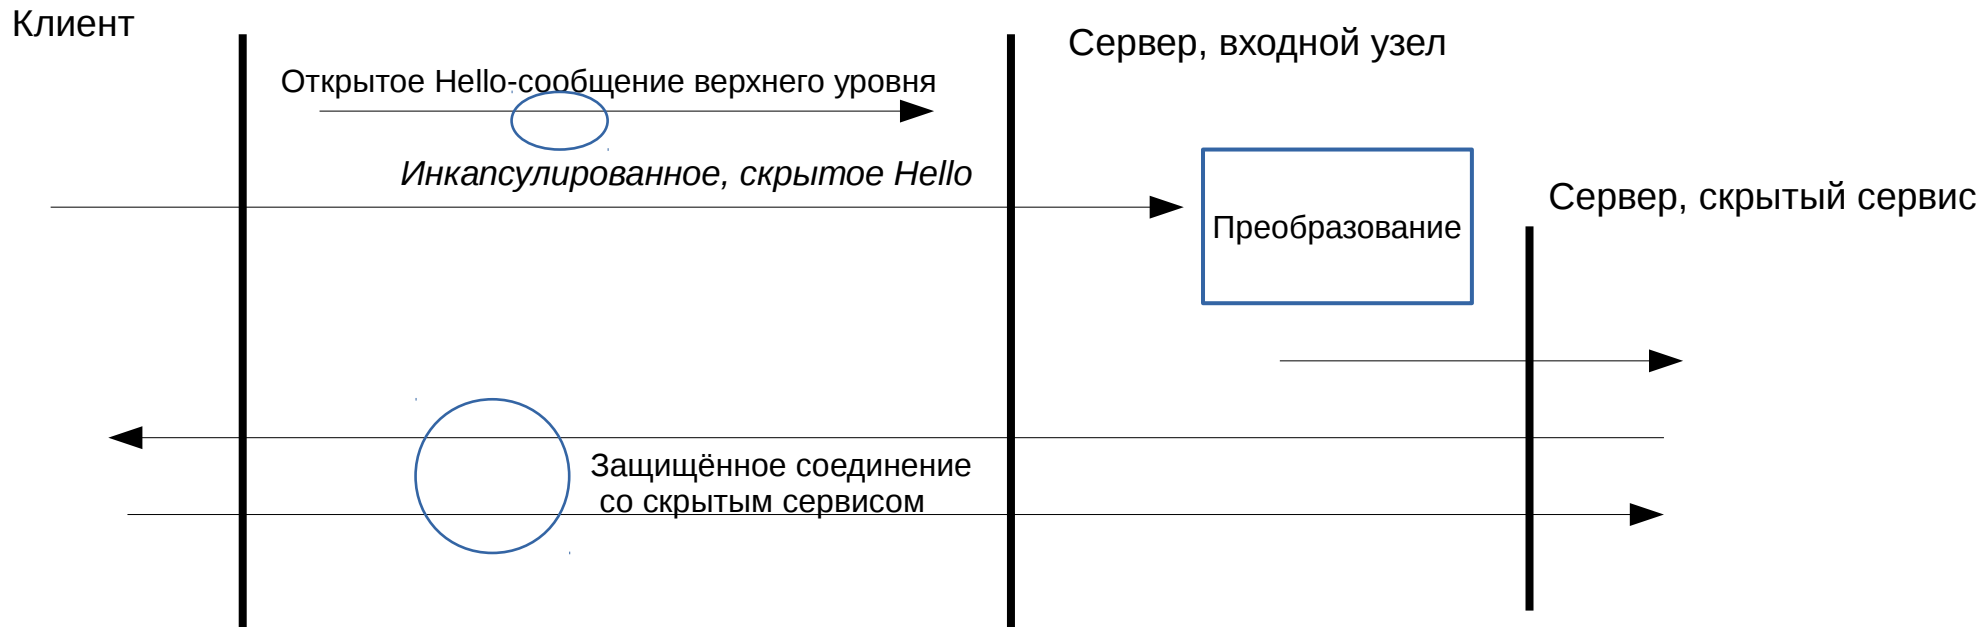 Клиент
Сервер, входной узел
Открытое Hello-сообщение верхнего уровня
Инкапсулированное, скрытое Hello
Сервер, скрытый сервис
Преобразование
Защищённое соединение
со скрытым сервисом